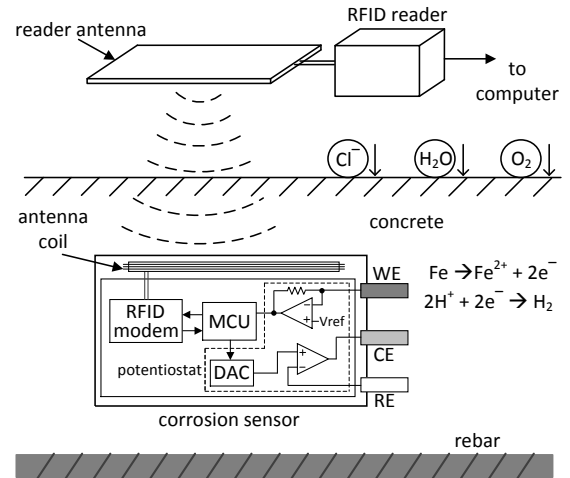 RFID reader
reader antenna
to
computer
Cl⁻
H₂O
O₂
antenna
coil
concrete
WE
Fe →Fe²⁺ + 2e⁻
2H⁺ + 2e⁻ → H₂
RFID
modem
MCU
−
+
Vref
CE
potentiostat
DAC
+
−
RE
corrosion sensor
rebar